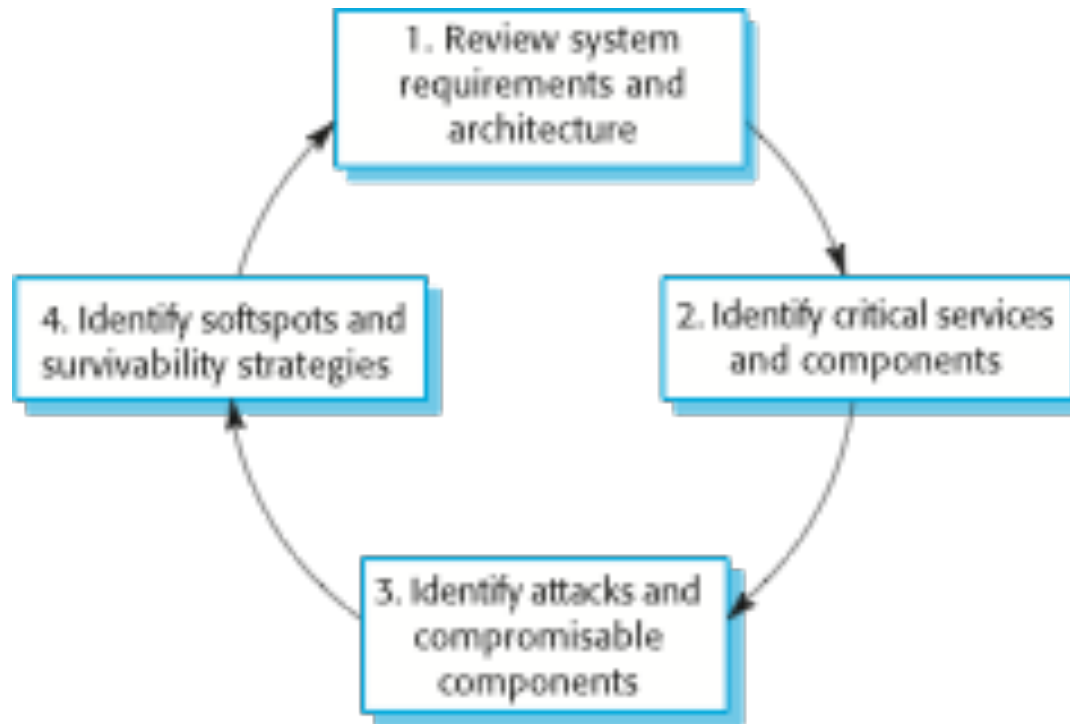 1. Review system
requirements and
architecture
2. Identify critical services
and components
3. Identify attacks and
compromisable
components
4. Identify softspots and
survivability strategies